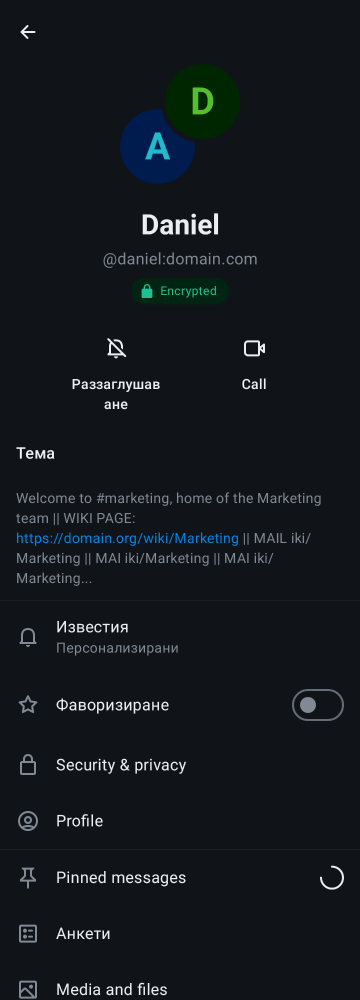 D
A
Daniel
@daniel:domain.com
Encrypted
Раззаглушав
ане
Call
Тема
Welcome to #marketing, home of the Marketing
team || WIKI PAGE:
https://domain.org/wiki/Marketing || MAIL iki/
Marketing || MAI iki/Marketing || MAI iki/
Marketing...
Известия
Персонализирани
Фаворизиране
Security & privacy
Profile
Pinned messages
Анкети
Media and files